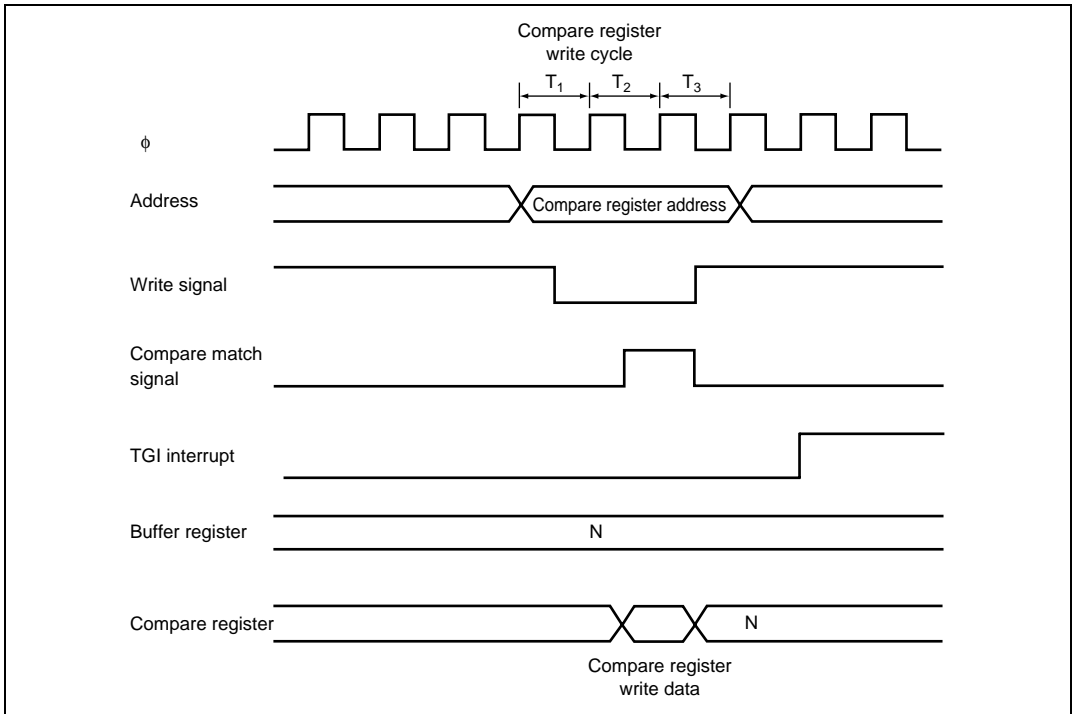 Compare register
write cycle
T₁ T₂ T₃
ϕ
Address
Compare register address
Write signal
Compare match
signal
TGI interrupt
Buffer register
N
Compare register
N
Compare register
write data